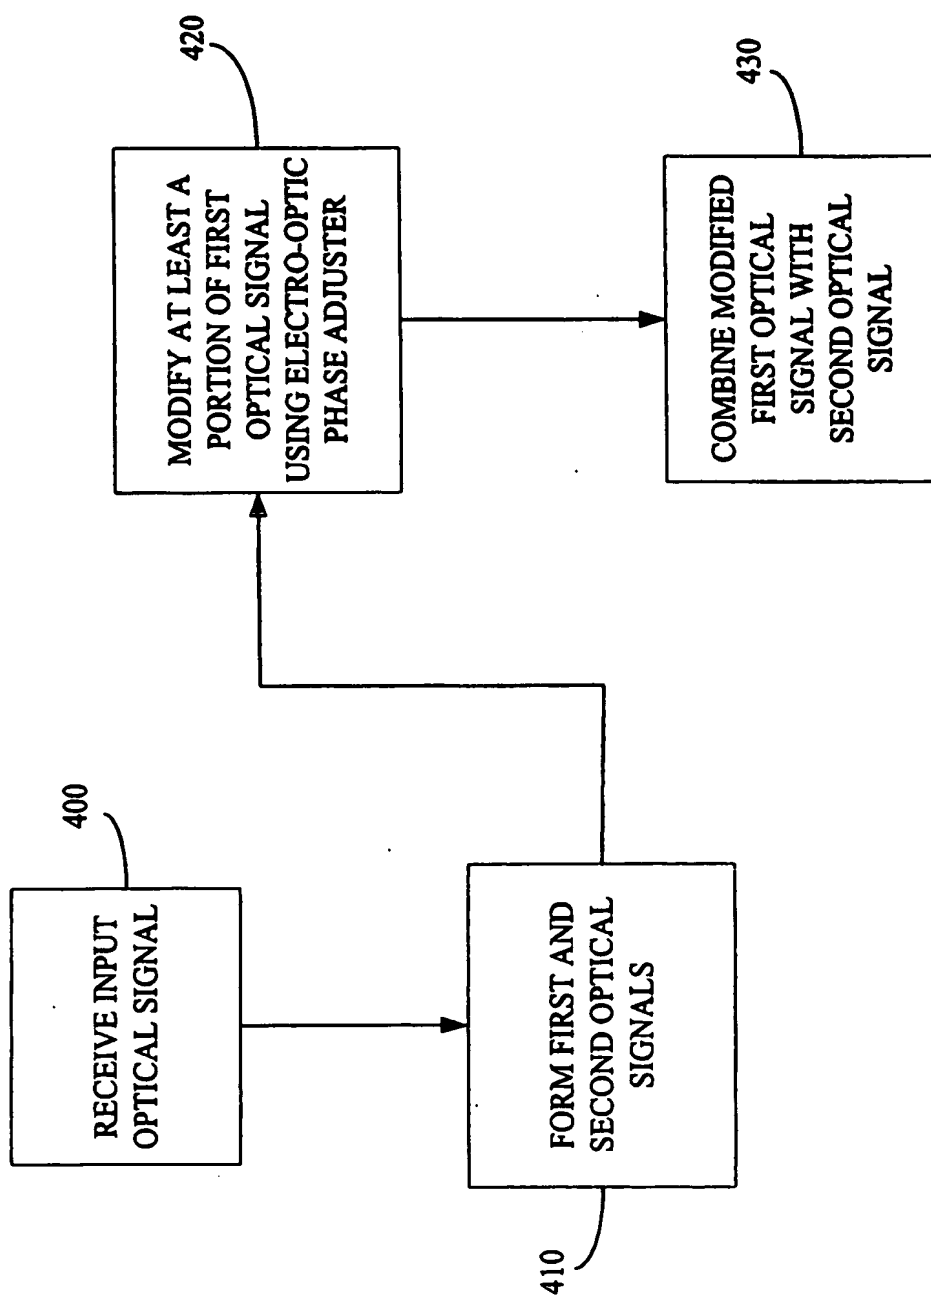 400
RECEIVE INPUT
OPTICAL SIGNAL
410
FORM FIRST AND
SECOND OPTICAL
SIGNALS
420
MODIFY AT LEAST A
PORTION OF FIRST
OPTICAL SIGNAL
USING ELECTRO-OPTIC
PHASE ADJUSTER
430
COMBINE MODIFIED
FIRST OPTICAL
SIGNAL WITH
SECOND OPTICAL
SIGNAL